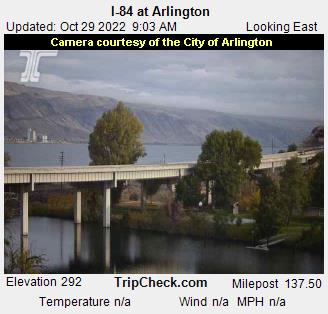 I-84 at Arlington
Updated: Oct 29 2022 9:03 AM Looking East
Camera courtesy of the City of Arlington
Elevation 292 TripCheck.com Milepost 137.50
Temperature n/a Wind n/a MPH n/a